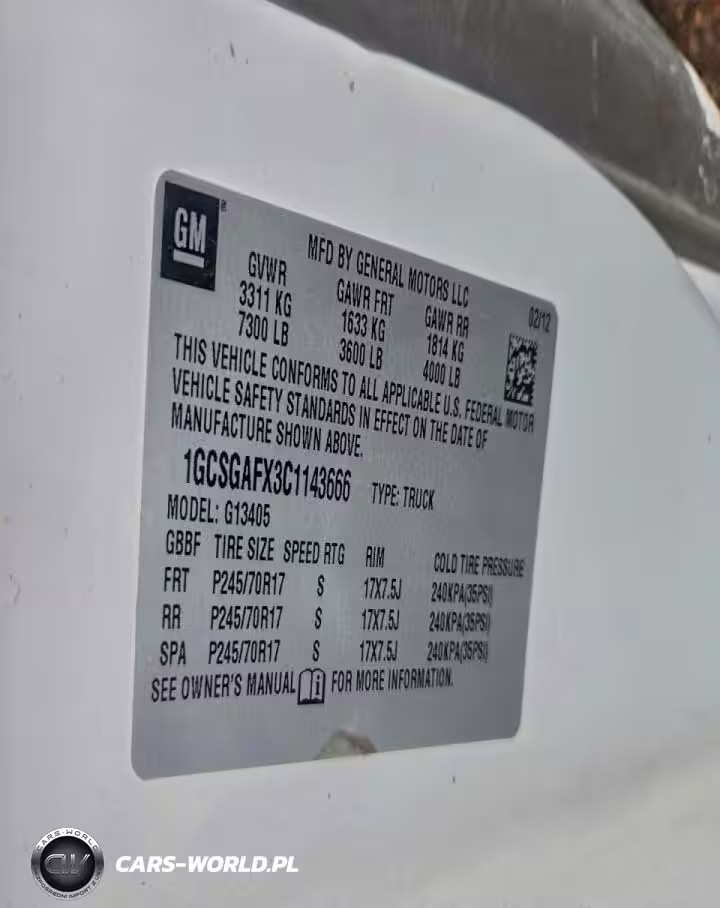 GM®
MFD BY GENERAL MOTORS LLC
02/12
GVWR GAWR FRT GAWR RR
3311 KG 1633 KG 1814 KG
7300 LB 3600 LB 4000 LB
THIS VEHICLE CONFORMS TO ALL APPLICABLE U.S. FEDERAL MOTOR
VEHICLE SAFETY STANDARDS IN EFFECT ON THE DATE OF
MANUFACTURE SHOWN ABOVE.
1GCSGAFX3C1143666 TYPE: TRUCK
MODEL: G13405
GBBF TIRE SIZE SPEED RTG RIM COLD TIRE PRESSURE
FRT P245/70R17 S 17X7.5J 240KPA(35PSI)
RR P245/70R17 S 17X7.5J 240KPA(35PSI)
SPA P245/70R17 S 17X7.5J 240KPA(35PSI)
SEE OWNER'S MANUAL FOR MORE INFORMATION.
CARS-WORLD
CW
CARS-WORLD.PL